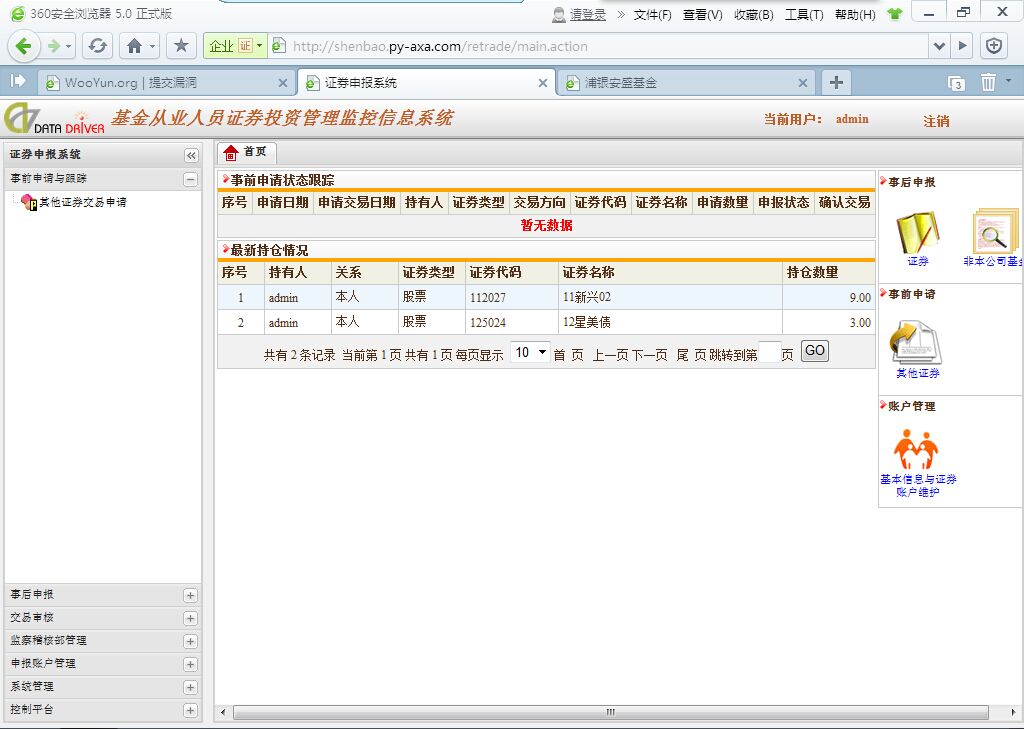 360安全浏览器 5.0 正式版
请登录 » 文件(F) 查看(V) 收藏(B) 工具(T) 帮助(H)
企业 证 http://shenbao.py-axa.com/retrade/main.action
WooYun.org | 提交漏洞 证券申报系统 浦银安盛基金 3
DATA DRIVER 基金从业人员证券投资管理监控信息系统 当前用户： admin 注销
证券申报系统
事前申请与跟踪
其他证券交易申请
事后申报
交易审核
监察稽核部管理
申报账户管理
系统管理
控制平台
首页
事前申请状态跟踪
序号 申请日期 申请交易日期 持有人 证券类型 交易方向 证券代码 证券名称 申请数量 申报状态 确认交易
暂无数据
最新持仓情况
序号 持有人 关系 证券类型 证券代码 证券名称 持仓数量
1 admin 本人 股票 112027 11新兴02 9.00
2 admin 本人 股票 125024 12星美债 3.00
共有 2 条记录 当前第 1 页 共有 1 页 每页显示 10 首 页 上一页 下一页 尾 页 跳转到第 页 GO
事后申报
证券 非本公司基金
事前申请
其他证券
账户管理
基本信息与证券
账户维护